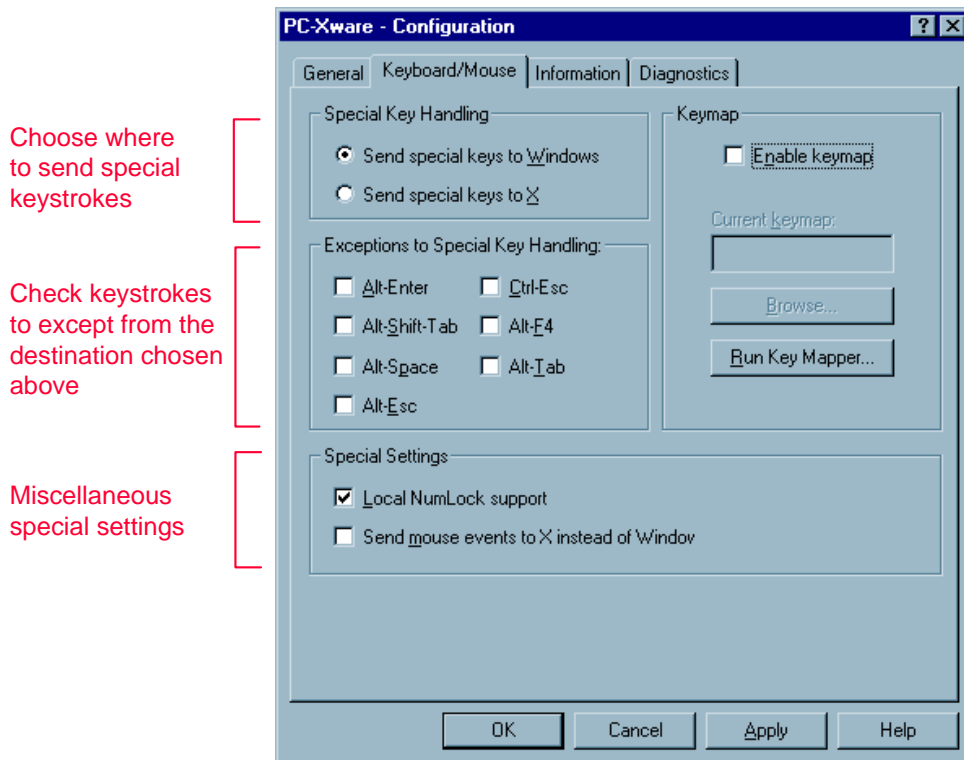 PC-Xware - Configuration
General
Keyboard/Mouse
Information
Diagnostics
Choose where
to send special
keystrokes
Special Key Handling
Send special keys to Windows
Send special keys to X
Check keystrokes
to except from the
destination chosen
above
Exceptions to Special Key Handling:
Alt-Enter
Ctrl-Esc
Alt-Shift-Tab
Alt-F4
Alt-Space
Alt-Tab
Alt-Esc
Keymap
Enable keymap
Current keymap:
Browse...
Run Key Mapper...
Miscellaneous
special settings
Special Settings
Local NumLock support
Send mouse events to X instead of Window
OK
Cancel
Apply
Help